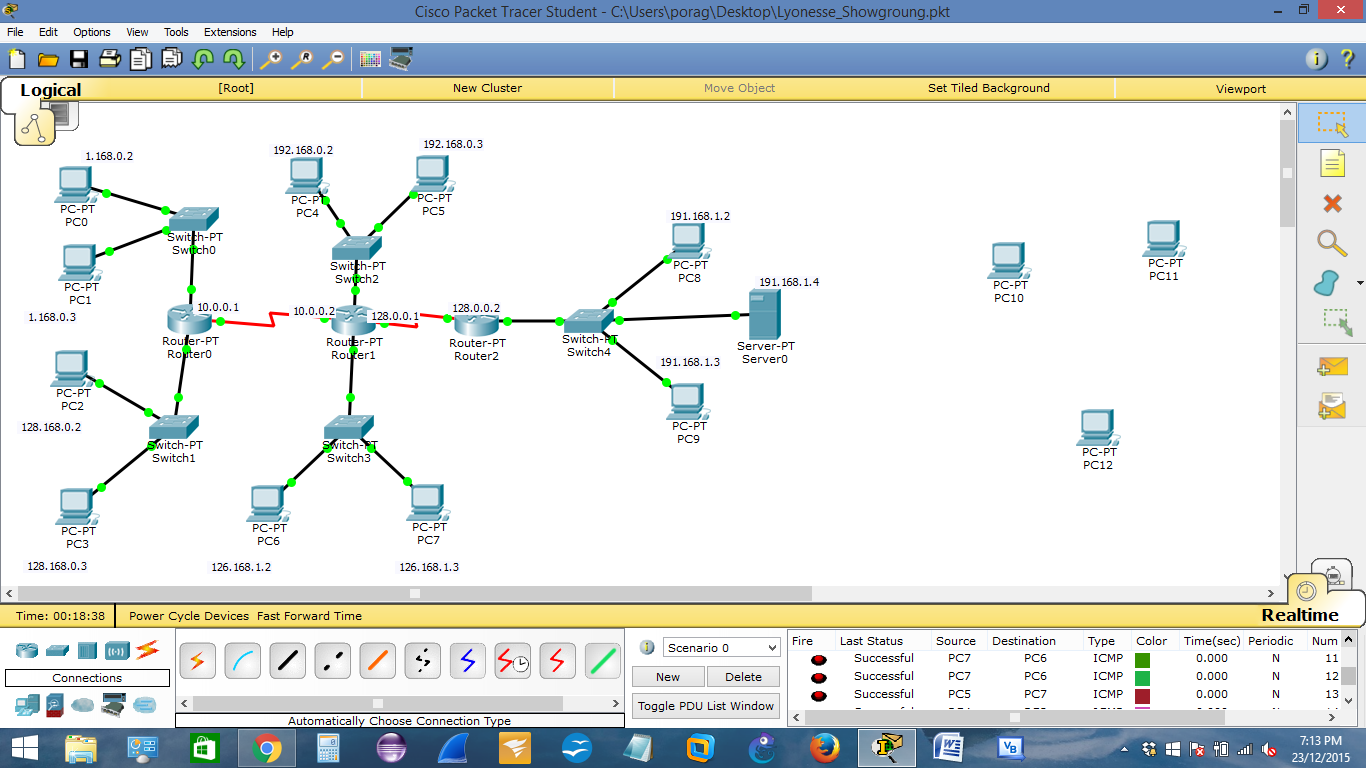 Cisco Packet Tracer Student - C:\Users\porag\Desktop\Lyonesse_Showgroung.pkt
File Edit Options View Tools Extensions Help
Logical [Root] New Cluster Move Object Set Tiled Background Viewport
1.168.0.2
PC-PT
PC0
Switch-PT
Switch0
PC-PT
PC1
1.168.0.3
10.0.0.1
Router-PT
Router0
PC-PT
PC2
128.168.0.2
Switch-PT
Switch1
PC-PT
PC3
128.168.0.3
192.168.0.2
PC-PT
PC4
192.168.0.3
PC-PT
PC5
Switch-PT
Switch2
10.0.0.2
128.0.0.1
Router-PT
Router1
Switch-PT
Switch3
PC-PT
PC6
126.168.1.2
PC-PT
PC7
126.168.1.3
128.0.0.2
Router-PT
Router2
Switch-PT
Switch4
191.168.1.2
PC-PT
PC8
191.168.1.4
Server-PT
Server0
191.168.1.3
PC-PT
PC9
PC-PT
PC10
PC-PT
PC11
PC-PT
PC12
Time: 00:18:38 Power Cycle Devices Fast Forward Time
Realtime
Connections
Automatically Choose Connection Type
Scenario 0
New Delete
Toggle PDU List Window
Fire Last Status Source Destination Type Color Time(sec) Periodic Num
Successful PC7 PC6 ICMP 0.000 N 11
Successful PC7 PC6 ICMP 0.000 N 12
Successful PC5 PC7 ICMP 0.000 N 13
7:13 PM
23/12/2015